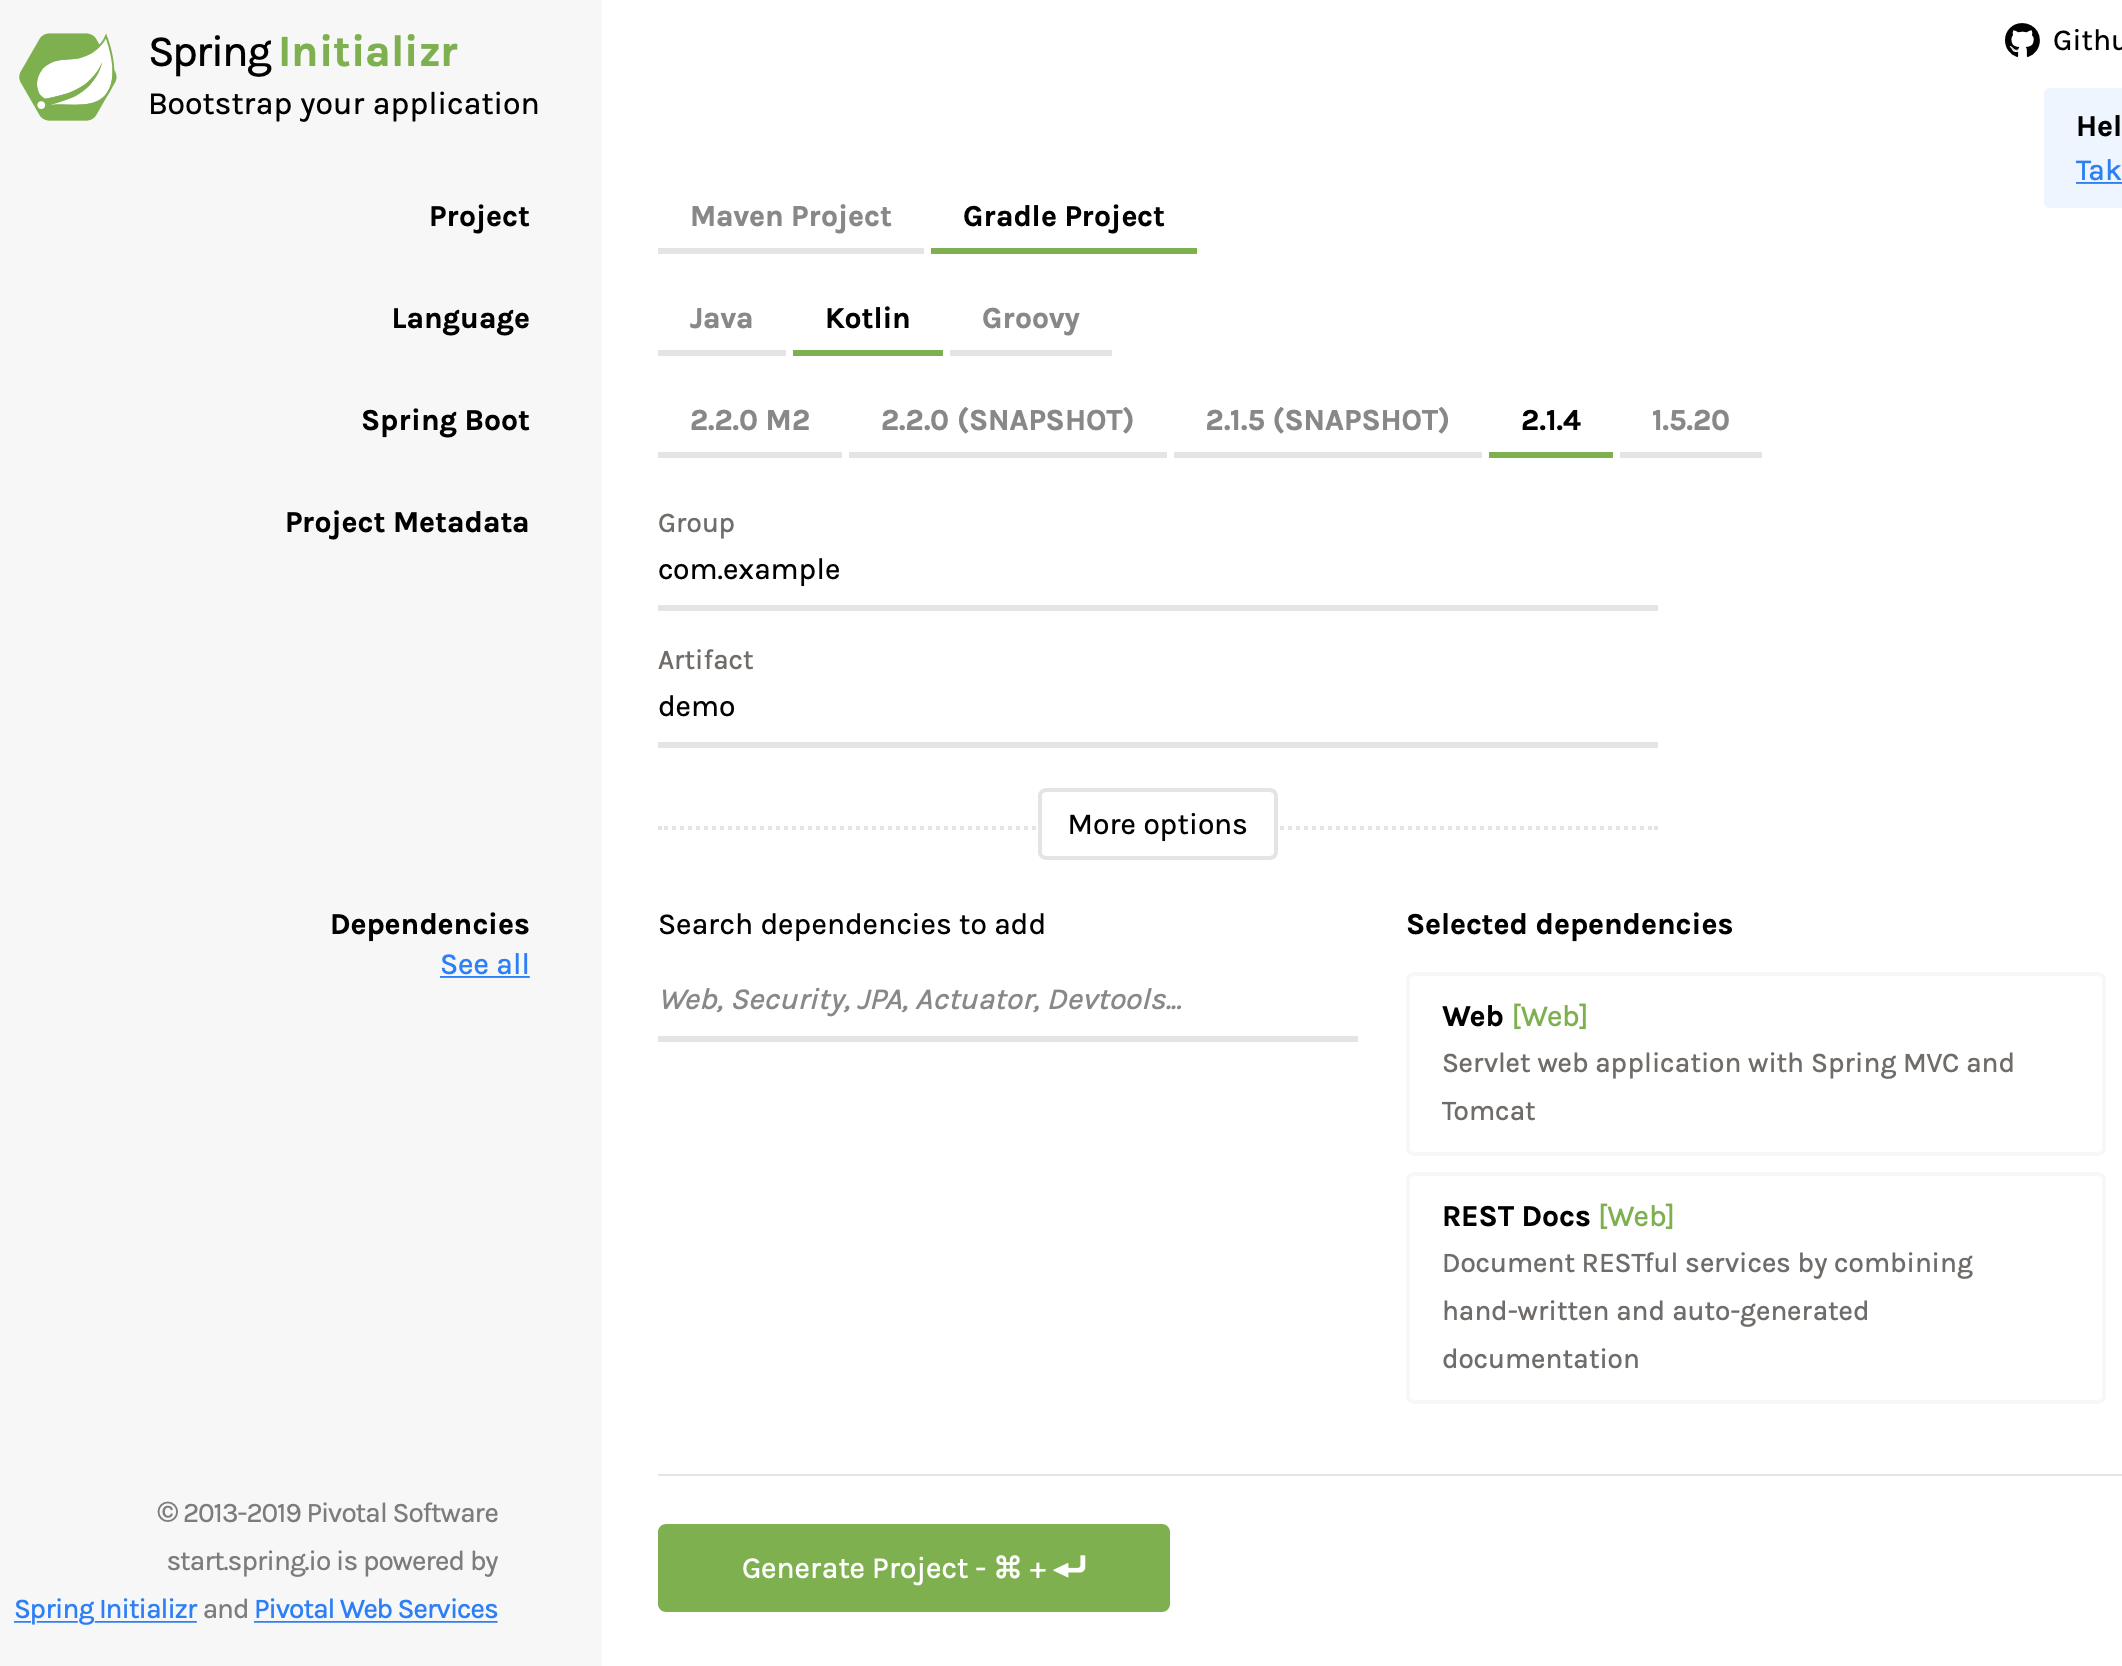 Spring Initializr
Bootstrap your application
Project
Maven Project
Gradle Project
Language
Java
Kotlin
Groovy
Spring Boot
2.2.0 M2
2.2.0 (SNAPSHOT)
2.1.5 (SNAPSHOT)
2.1.4
1.5.20
Project Metadata
Group
com.example
Artifact
demo
More options
Dependencies
See all
Search dependencies to add
Web, Security, JPA, Actuator, Devtools...
Selected dependencies
Web [Web]
Servlet web application with Spring MVC and
Tomcat
REST Docs [Web]
Document RESTful services by combining
hand-written and auto-generated
documentation
© 2013-2019 Pivotal Software
start.spring.io is powered by
Spring Initializr and Pivotal Web Services
Generate Project - ⌘ + ↵